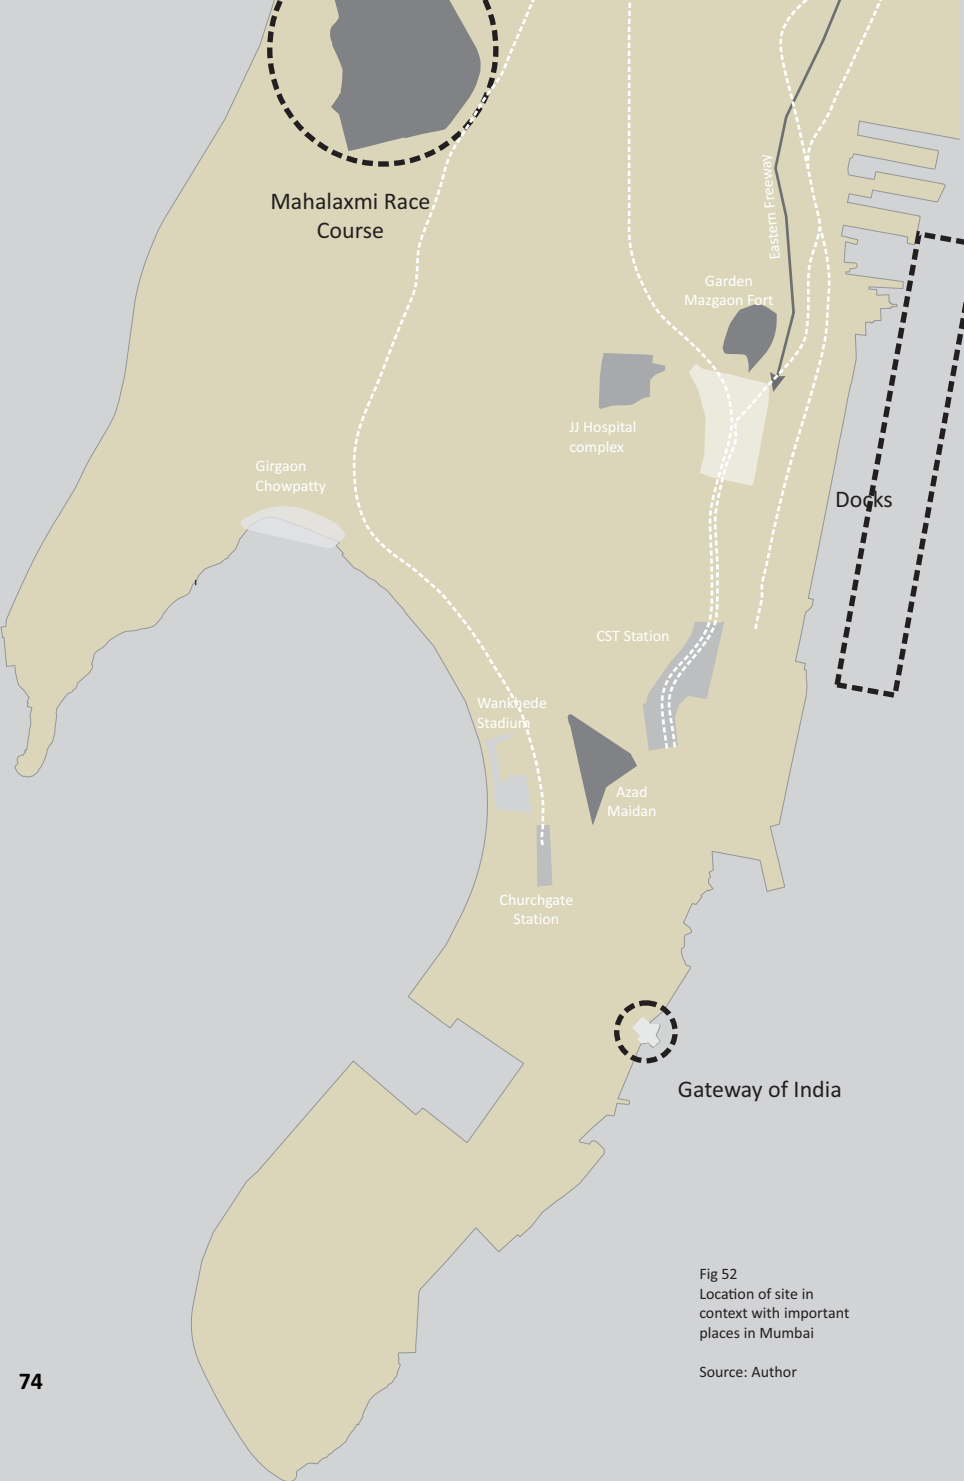 Mahalaxmi Race
Course
Eastern Freeway
Garden
Mazgaon Fort
JJ Hospital
complex
Girgaon
Chowpatty
Docks
CST Station
Wankhede
Stadium
Azad
Maidan
Churchgate
Station
Gateway of India
Fig 52
Location of site in
context with important
places in Mumbai
Source: Author
74